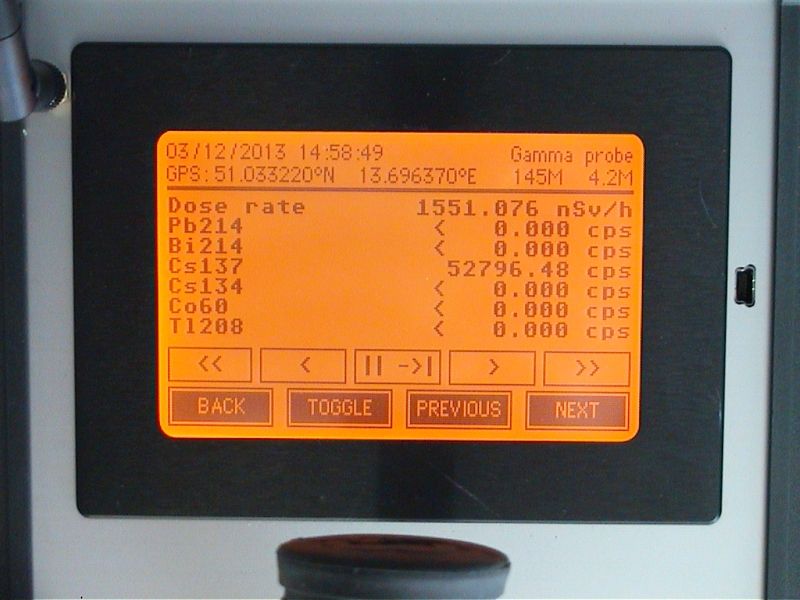 03/12/2013 14:58:49 Gamma probe
GPS: 51.033220ºN 13.696370ºE 145M 4.2M
Dose rate 1551.076 nSv/h
Pb214 < 0.000 cps
Bi214 < 0.000 cps
Cs137 52796.48 cps
Cs134 < 0.000 cps
Co60 < 0.000 cps
Tl208 < 0.000 cps
<< < || ->| > >>
BACK TOGGLE PREVIOUS NEXT